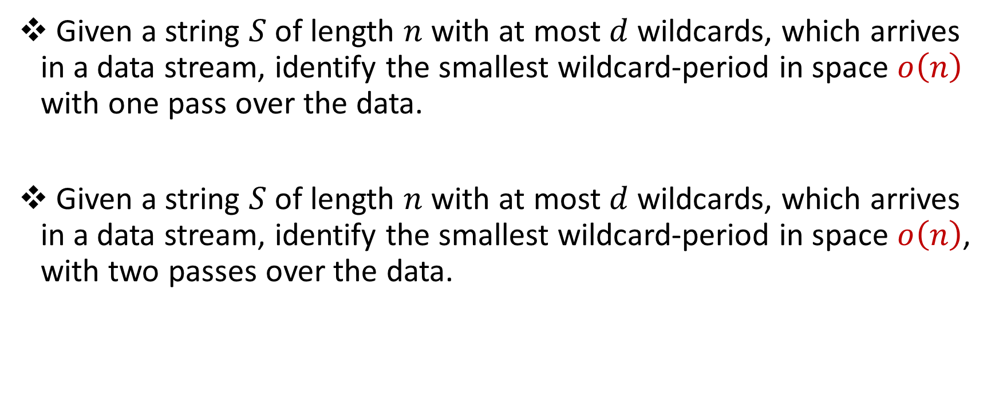 ❖ Given a string S of length n with at most d wildcards, which arrives
in a data stream, identify the smallest wildcard-period in space o(n)
with one pass over the data.
❖ Given a string S of length n with at most d wildcards, which arrives
in a data stream, identify the smallest wildcard-period in space o(n),
with two passes over the data.